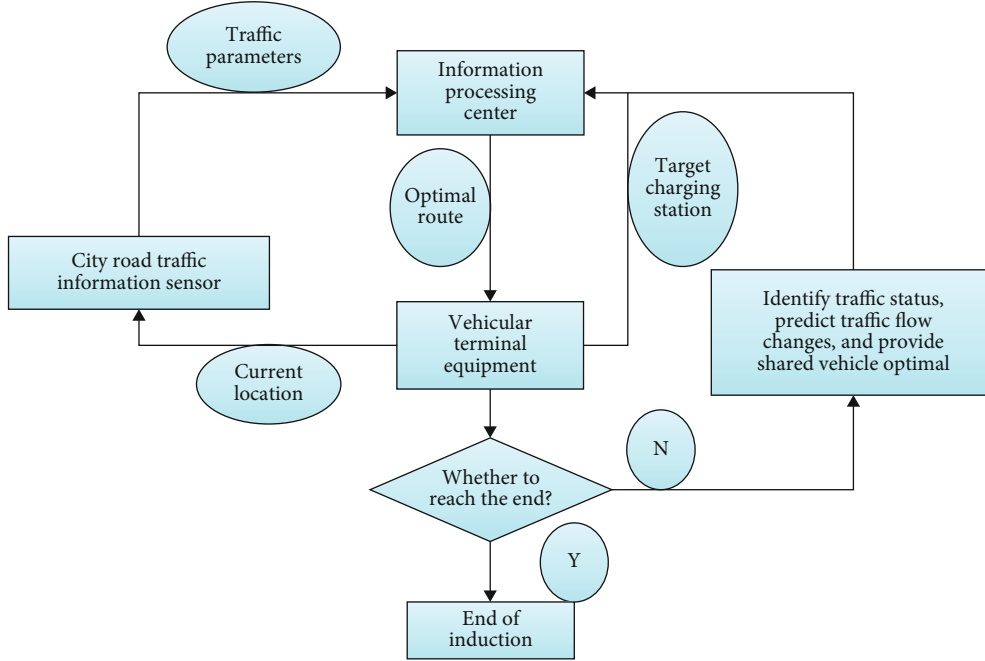 Traffic
parameters
Information
processing
center
Optimal
route
Target
charging
station
City road traffic
information sensor
Identify traffic status,
predict traffic flow
changes, and provide
shared vehicle optimal
Vehicular
terminal
equipment
Current
location
N
Whether to
reach the end?
Y
End of
induction